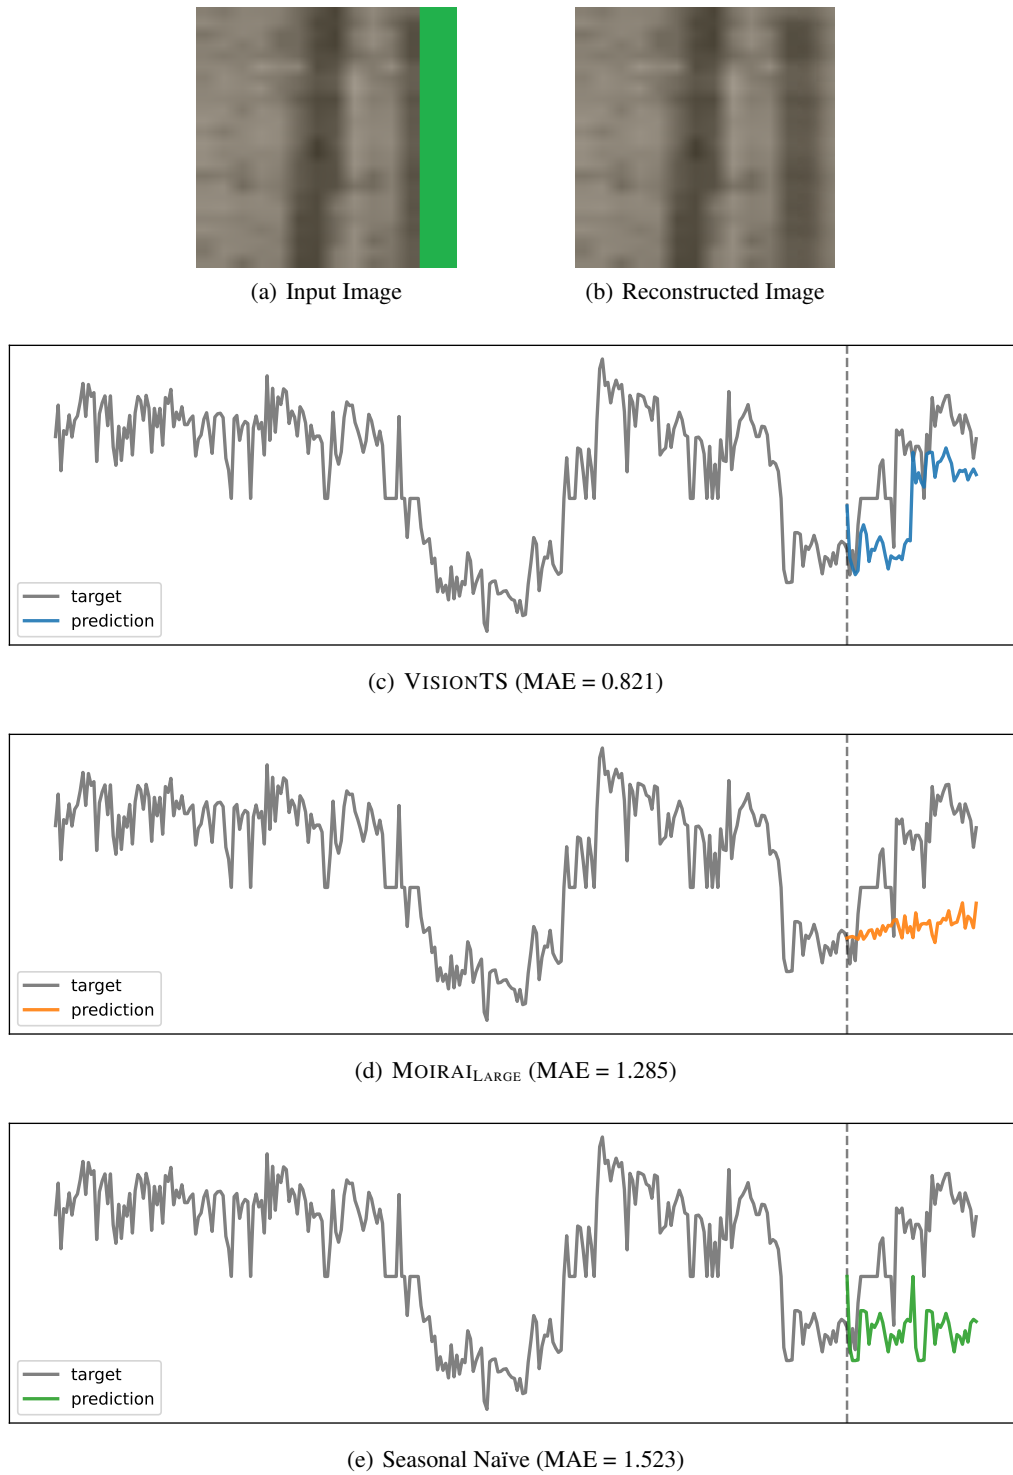 (a) Input Image
(b) Reconstructed Image
target
prediction
(c) VISIONTS (MAE = 0.821)
target
prediction
(d) MOIRAILARGE (MAE = 1.285)
target
prediction
(e) Seasonal Naïve (MAE = 1.523)